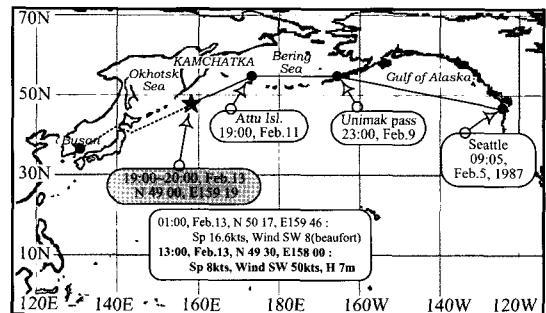 70N
50N
30N
10N
120E 140E 160E 180E 160W 140W 120W
KAMCHATKA
Okhotsk
Sea
Bering
Sea
Gulf of Alaska
Busan
Attu Isl.
19:00, Feb.11
Unimak pass
23:00, Feb.9
Seattle
09:05,
Feb.5, 1987
19:00~20:00, Feb.13
N 49 00, E159 19
01:00, Feb.13, N 50 17, E159 46 :
Sp 16.6kts, Wind SW 8(beaufort)
13:00, Feb.13, N 49 30, E158 00 :
Sp 8kts, Wind SW 50kts, H 7m